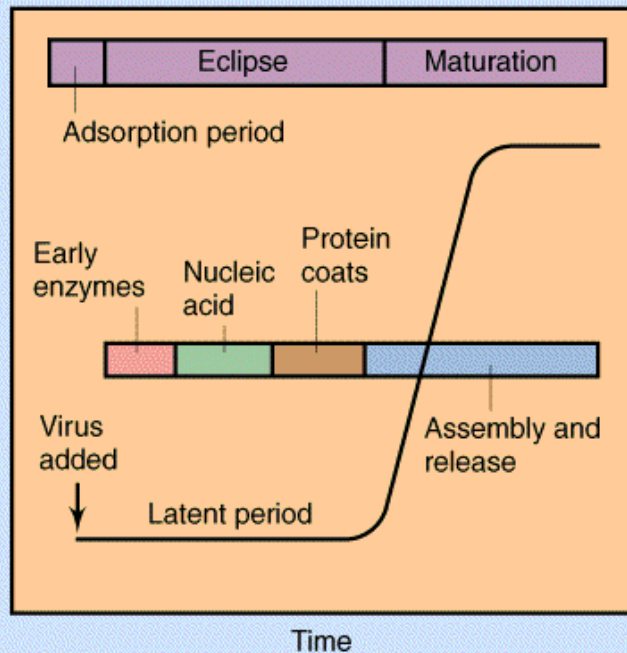 Eclipse
Maturation
Adsorption period
Early
enzymes
Nucleic
acid
Protein
coats
Virus
added
Assembly and
release
Latent period
Time